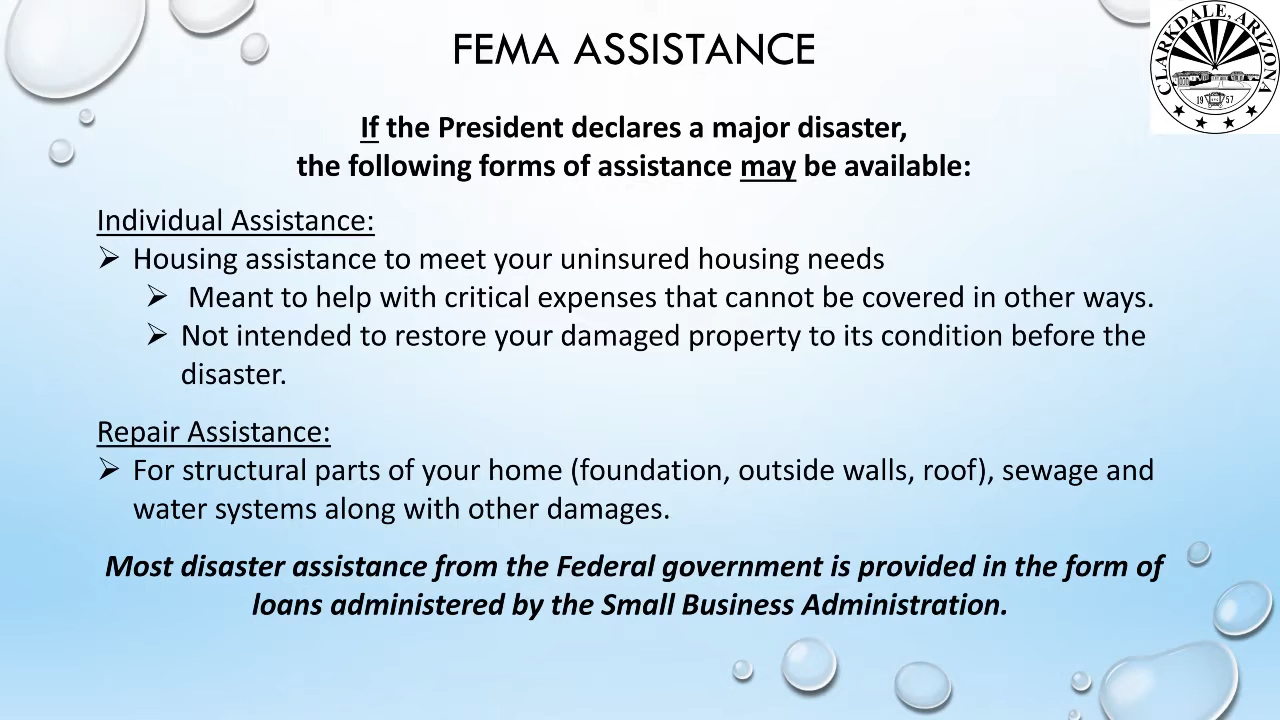 FEMA ASSISTANCE
CLARKDALE, ARIZONA
1957
If the President declares a major disaster,
the following forms of assistance may be available:
Individual Assistance:
➢ Housing assistance to meet your uninsured housing needs
➢ Meant to help with critical expenses that cannot be covered in other ways.
➢ Not intended to restore your damaged property to its condition before the
disaster.
Repair Assistance:
➢ For structural parts of your home (foundation, outside walls, roof), sewage and
water systems along with other damages.
Most disaster assistance from the Federal government is provided in the form of
loans administered by the Small Business Administration.